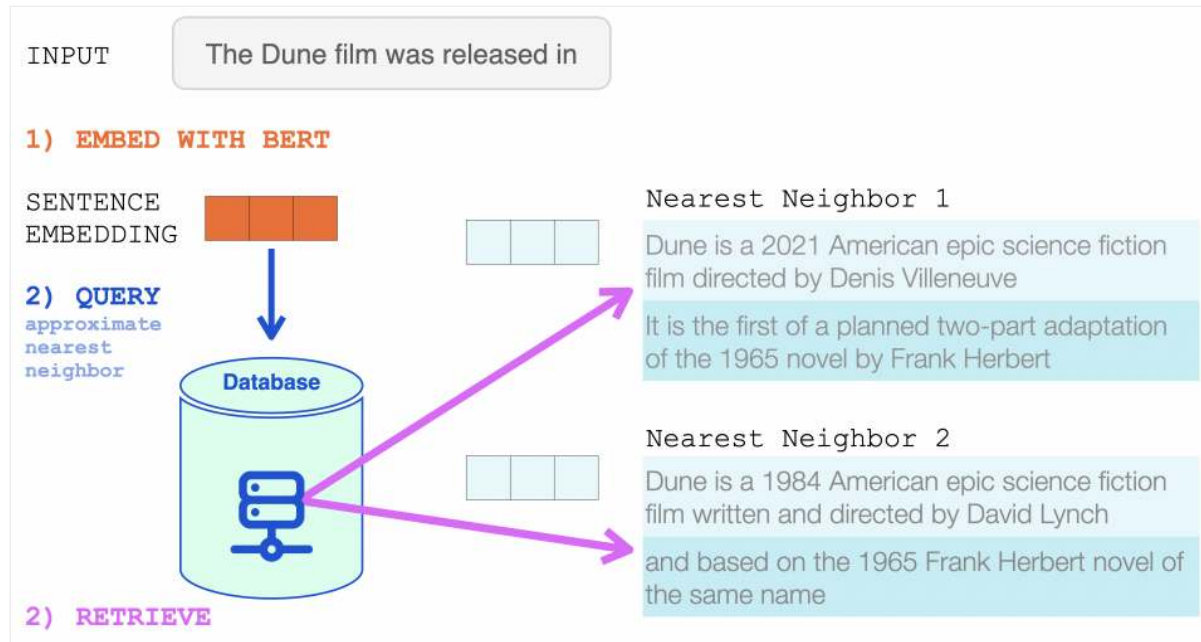 INPUT
The Dune film was released in
1) EMBED WITH BERT
SENTENCE
EMBEDDING
2) QUERY
approximate
nearest
neighbor
Database
Nearest Neighbor 1
Dune is a 2021 American epic science fiction
film directed by Denis Villeneuve
It is the first of a planned two-part adaptation
of the 1965 novel by Frank Herbert
Nearest Neighbor 2
Dune is a 1984 American epic science fiction
film written and directed by David Lynch
and based on the 1965 Frank Herbert novel of
the same name
2) RETRIEVE